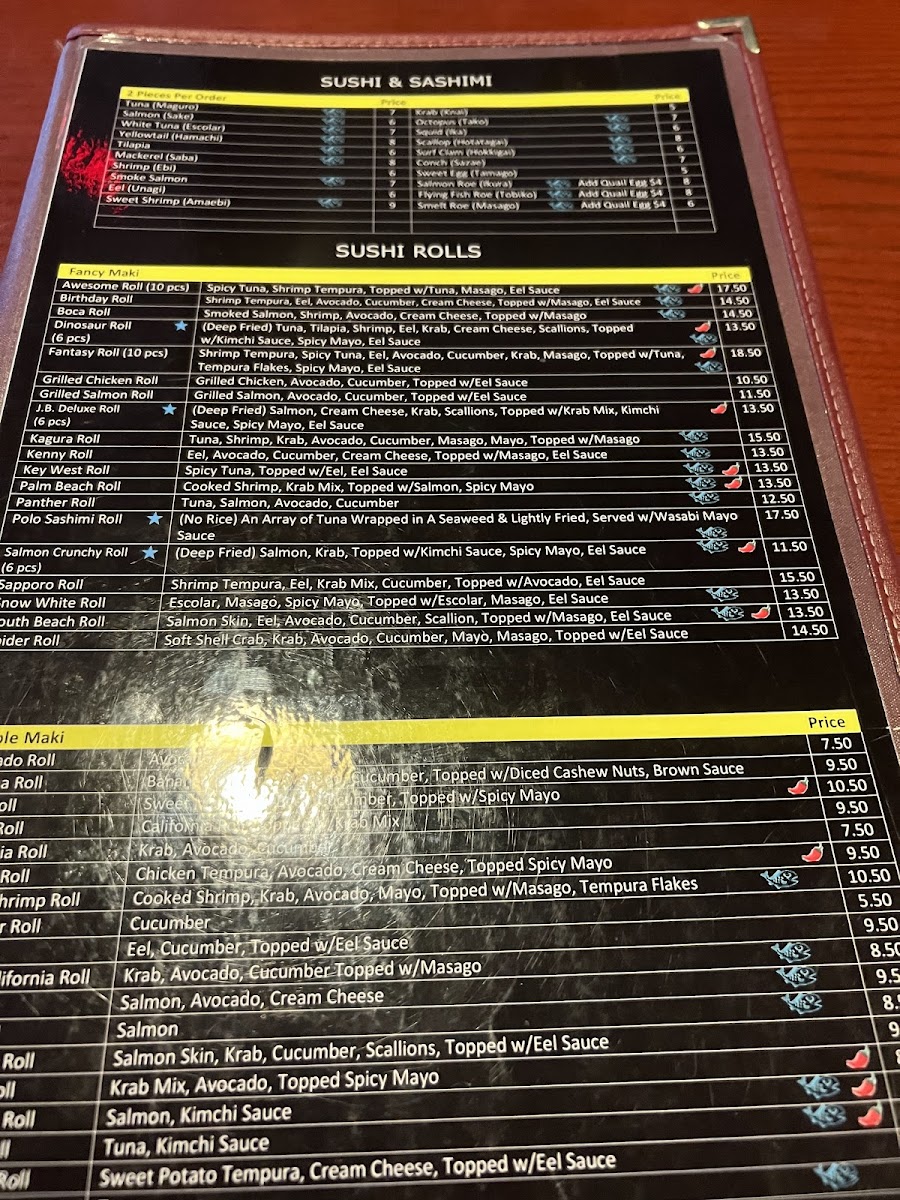 SUSHI & SASHIMI
2 Pieces Per Order Price Price
Tuna (Maguro) 7 Krab (Knai) 5
Salmon (Sake) 6 Octopus (Tako) 7
White Tuna (Escolar) 7 Squid (Ika) 6
Yellowtail (Hamachi) 8 Scallop (Hotatagai) 8
Tilapia 6 Surf Clam (Hokkigai) 6
Mackerel (Saba) 8 Conch (Sazae) 7
Shrimp (Ebi) 6 Sweet Egg (Tamago) 5
Smoke Salmon 7 Salmon Roe (Ikura) Add Quail Egg $4 8
Eel (Unagi) 6 Flying Fish Roe (Tobiko) Add Quail Egg $4 8
Sweet Shrimp (Amaebi) 9 Smelt Roe (Masago) Add Quail Egg $4 6
SUSHI ROLLS
Fancy Maki Price
Awesome Roll (10 pcs) Spicy Tuna, Shrimp Tempura, Topped w/Tuna, Masago, Eel Sauce 17.50
Birthday Roll Shrimp Tempura, Eel, Avocado, Cucumber, Cream Cheese, Topped w/Masago, Eel Sauce 14.50
Boca Roll Smoked Salmon, Shrimp, Avocado, Cream Cheese, Topped w/Masago 14.50
Dinosaur Roll (Deep Fried) Tuna, Tilapia, Shrimp, Eel, Krab, Cream Cheese, Scallions, Topped 13.50
(6 pcs) w/Kimchi Sauce, Spicy Mayo, Eel Sauce
Fantasy Roll (10 pcs) Shrimp Tempura, Spicy Tuna, Eel, Avocado, Cucumber, Krab, Masago, Topped w/Tuna, 18.50
Tempura Flakes, Spicy Mayo, Eel Sauce
Grilled Chicken Roll Grilled Chicken, Avocado, Cucumber, Topped w/Eel Sauce 10.50
Grilled Salmon Roll Grilled Salmon, Avocado, Cucumber, Topped w/Eel Sauce 11.50
J.B. Deluxe Roll (Deep Fried) Salmon, Cream Cheese, Krab, Scallions, Topped w/Krab Mix, Kimchi 13.50
(6 pcs) Sauce, Spicy Mayo, Eel Sauce
Kagura Roll Tuna, Shrimp, Krab, Avocado, Cucumber, Masago, Mayo, Topped w/Masago 15.50
Kenny Roll Eel, Avocado, Cucumber, Cream Cheese, Topped w/Masago, Eel Sauce 13.50
Key West Roll Spicy Tuna, Topped w/Eel, Eel Sauce 13.50
Palm Beach Roll Cooked Shrimp, Krab Mix, Topped w/Salmon, Spicy Mayo 13.50
Panther Roll Tuna, Salmon, Avocado, Cucumber 12.50
Polo Sashimi Roll (No Rice) An Array of Tuna Wrapped in A Seaweed & Lightly Fried, Served w/Wasabi Mayo 17.50
Sauce
Salmon Crunchy Roll (Deep Fried) Salmon, Krab, Topped w/Kimchi Sauce, Spicy Mayo, Eel Sauce 11.50
(6 pcs)
Sapporo Roll Shrimp Tempura, Eel, Krab Mix, Cucumber, Topped w/Avocado, Eel Sauce 15.50
now White Roll Escolar, Masago, Spicy Mayo, Topped w/Escolar, Masago, Eel Sauce 13.50
outh Beach Roll Salmon Skin, Eel, Avocado, Cucumber, Scallion, Topped w/Masago, Eel Sauce 13.50
ider Roll Soft Shell Crab, Krab, Avocado, Cucumber, Mayo, Masago, Topped w/Eel Sauce 14.50
ple Maki Price
ado Roll 7.50
a Roll Cucumber, Topped w/Diced Cashew Nuts, Brown Sauce 9.50
oll Sweet Topped w/Spicy Mayo 10.50
Roll California Krab Mix 9.50
ia Roll Krab, Avocado, Cucumber 7.50
Roll Chicken Tempura, Avocado, Cream Cheese, Topped Spicy Mayo 9.50
hrimp Roll Cooked Shrimp, Krab, Avocado, Mayo, Topped w/Masago, Tempura Flakes 10.50
r Roll Cucumber 5.50
Eel, Cucumber, Topped w/Eel Sauce 9.50
lifornia Roll Krab, Avocado, Cucumber Topped w/Masago 8.50
Salmon, Avocado, Cream Cheese 9.5
Salmon 8.
Roll Salmon Skin, Krab, Cucumber, Scallions, Topped w/Eel Sauce 9
oll Krab Mix, Avocado, Topped Spicy Mayo
Roll Salmon, Kimchi Sauce
ll Tuna, Kimchi Sauce
Roll Sweet Potato Tempura, Cream Cheese, Topped w/Eel Sauce